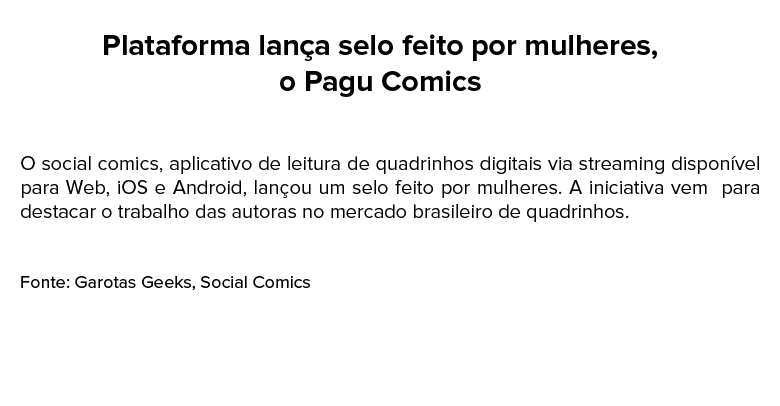 Plataforma lança selo feito por mulheres,
o Pagu Comics
O social comics, aplicativo de leitura de quadrinhos digitais via streaming disponível
para Web, iOS e Android, lançou um selo feito por mulheres. A iniciativa vem  para
destacar o trabalho das autoras no mercado brasileiro de quadrinhos.
Fonte: Garotas Geeks, Social Comics